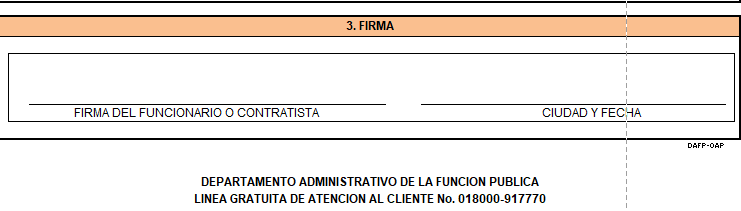 3. FIRMA
FIRMA DEL FUNCIONARIO O CONTRATISTA
CIUDAD Y FECHA
DAFP-OAP
DEPARTAMENTO ADMINISTRATIVO DE LA FUNCION PUBLICA
LINEA GRATUITA DE ATENCION AL CLIENTE No. 018000-917770